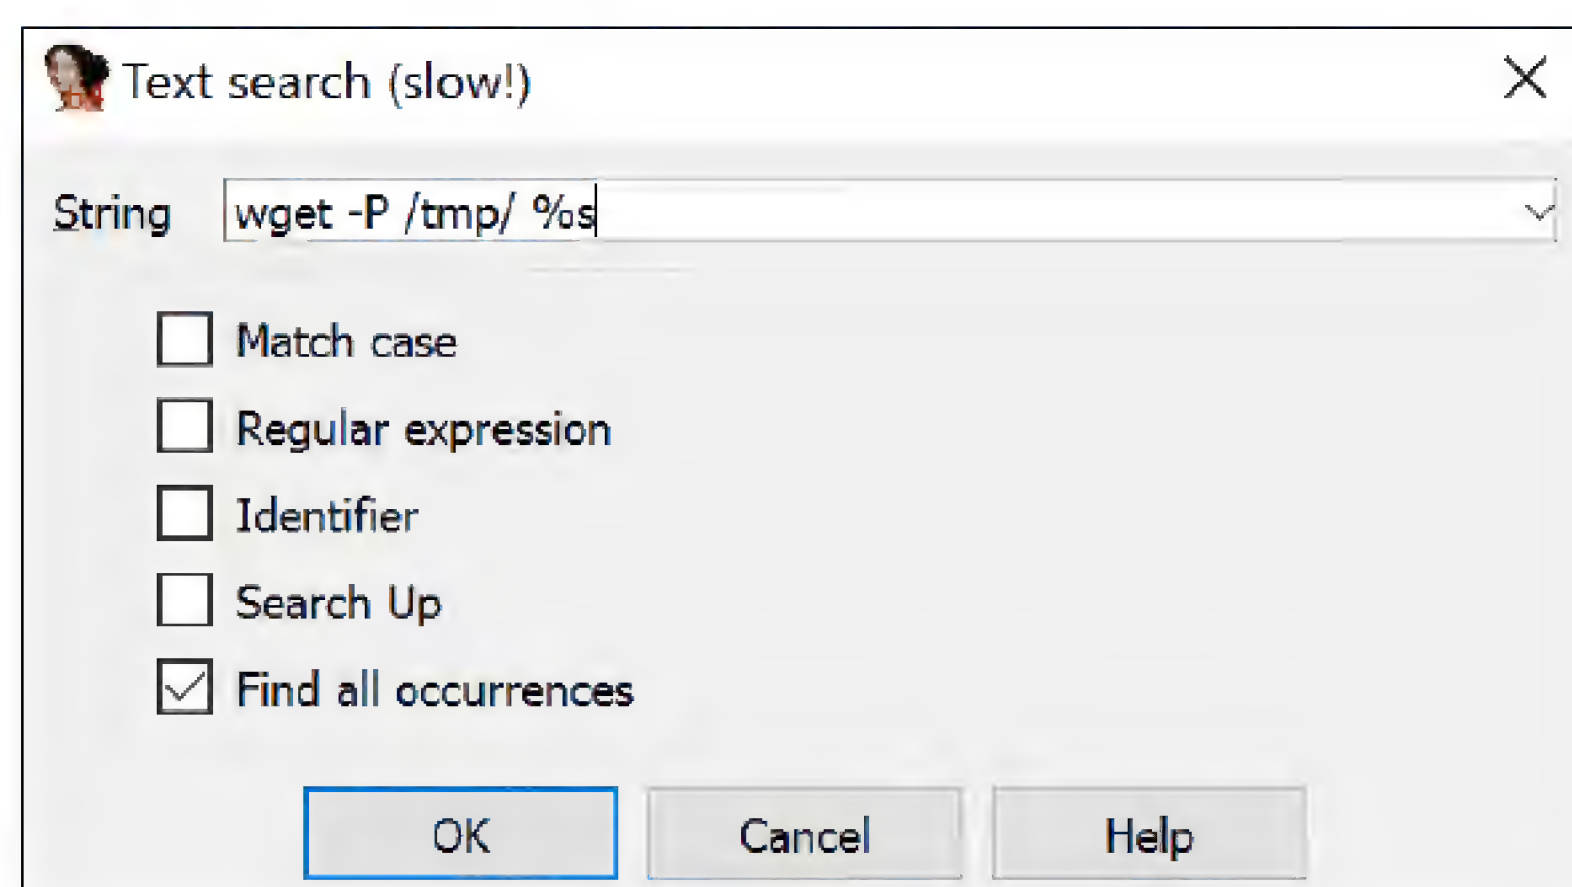 Text search (slow!)
String wget -P /tmp/ %s
Match case
Regular expression
Identifier
Search Up
Find all occurrences
OK Cancel Help